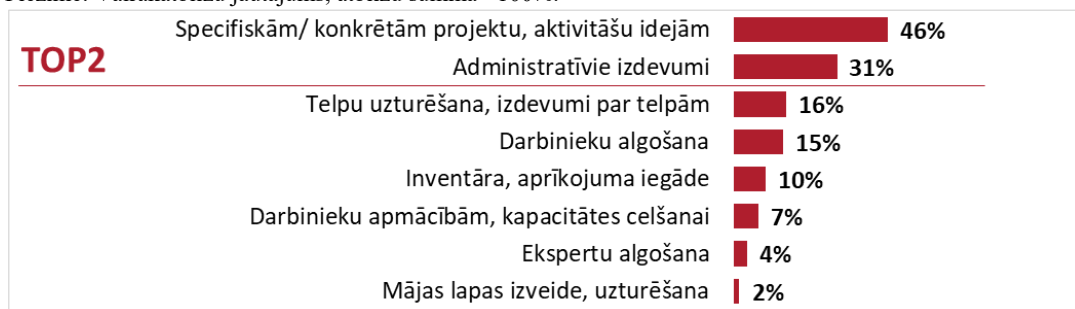 Specifiskām/ konkrētām projektu, aktivitāšu idejām 46%
TOP2
Administratīvie izdevumi 31%
Telpu uzturēšana, izdevumi par telpām 16%
Darbinieku algošana 15%
Inventāra, aprīkojuma iegāde 10%
Darbinieku apmācībām, kapacitātes celšanai 7%
Ekspertu algošana 4%
Mājas lapas izveide, uzturēšana 2%